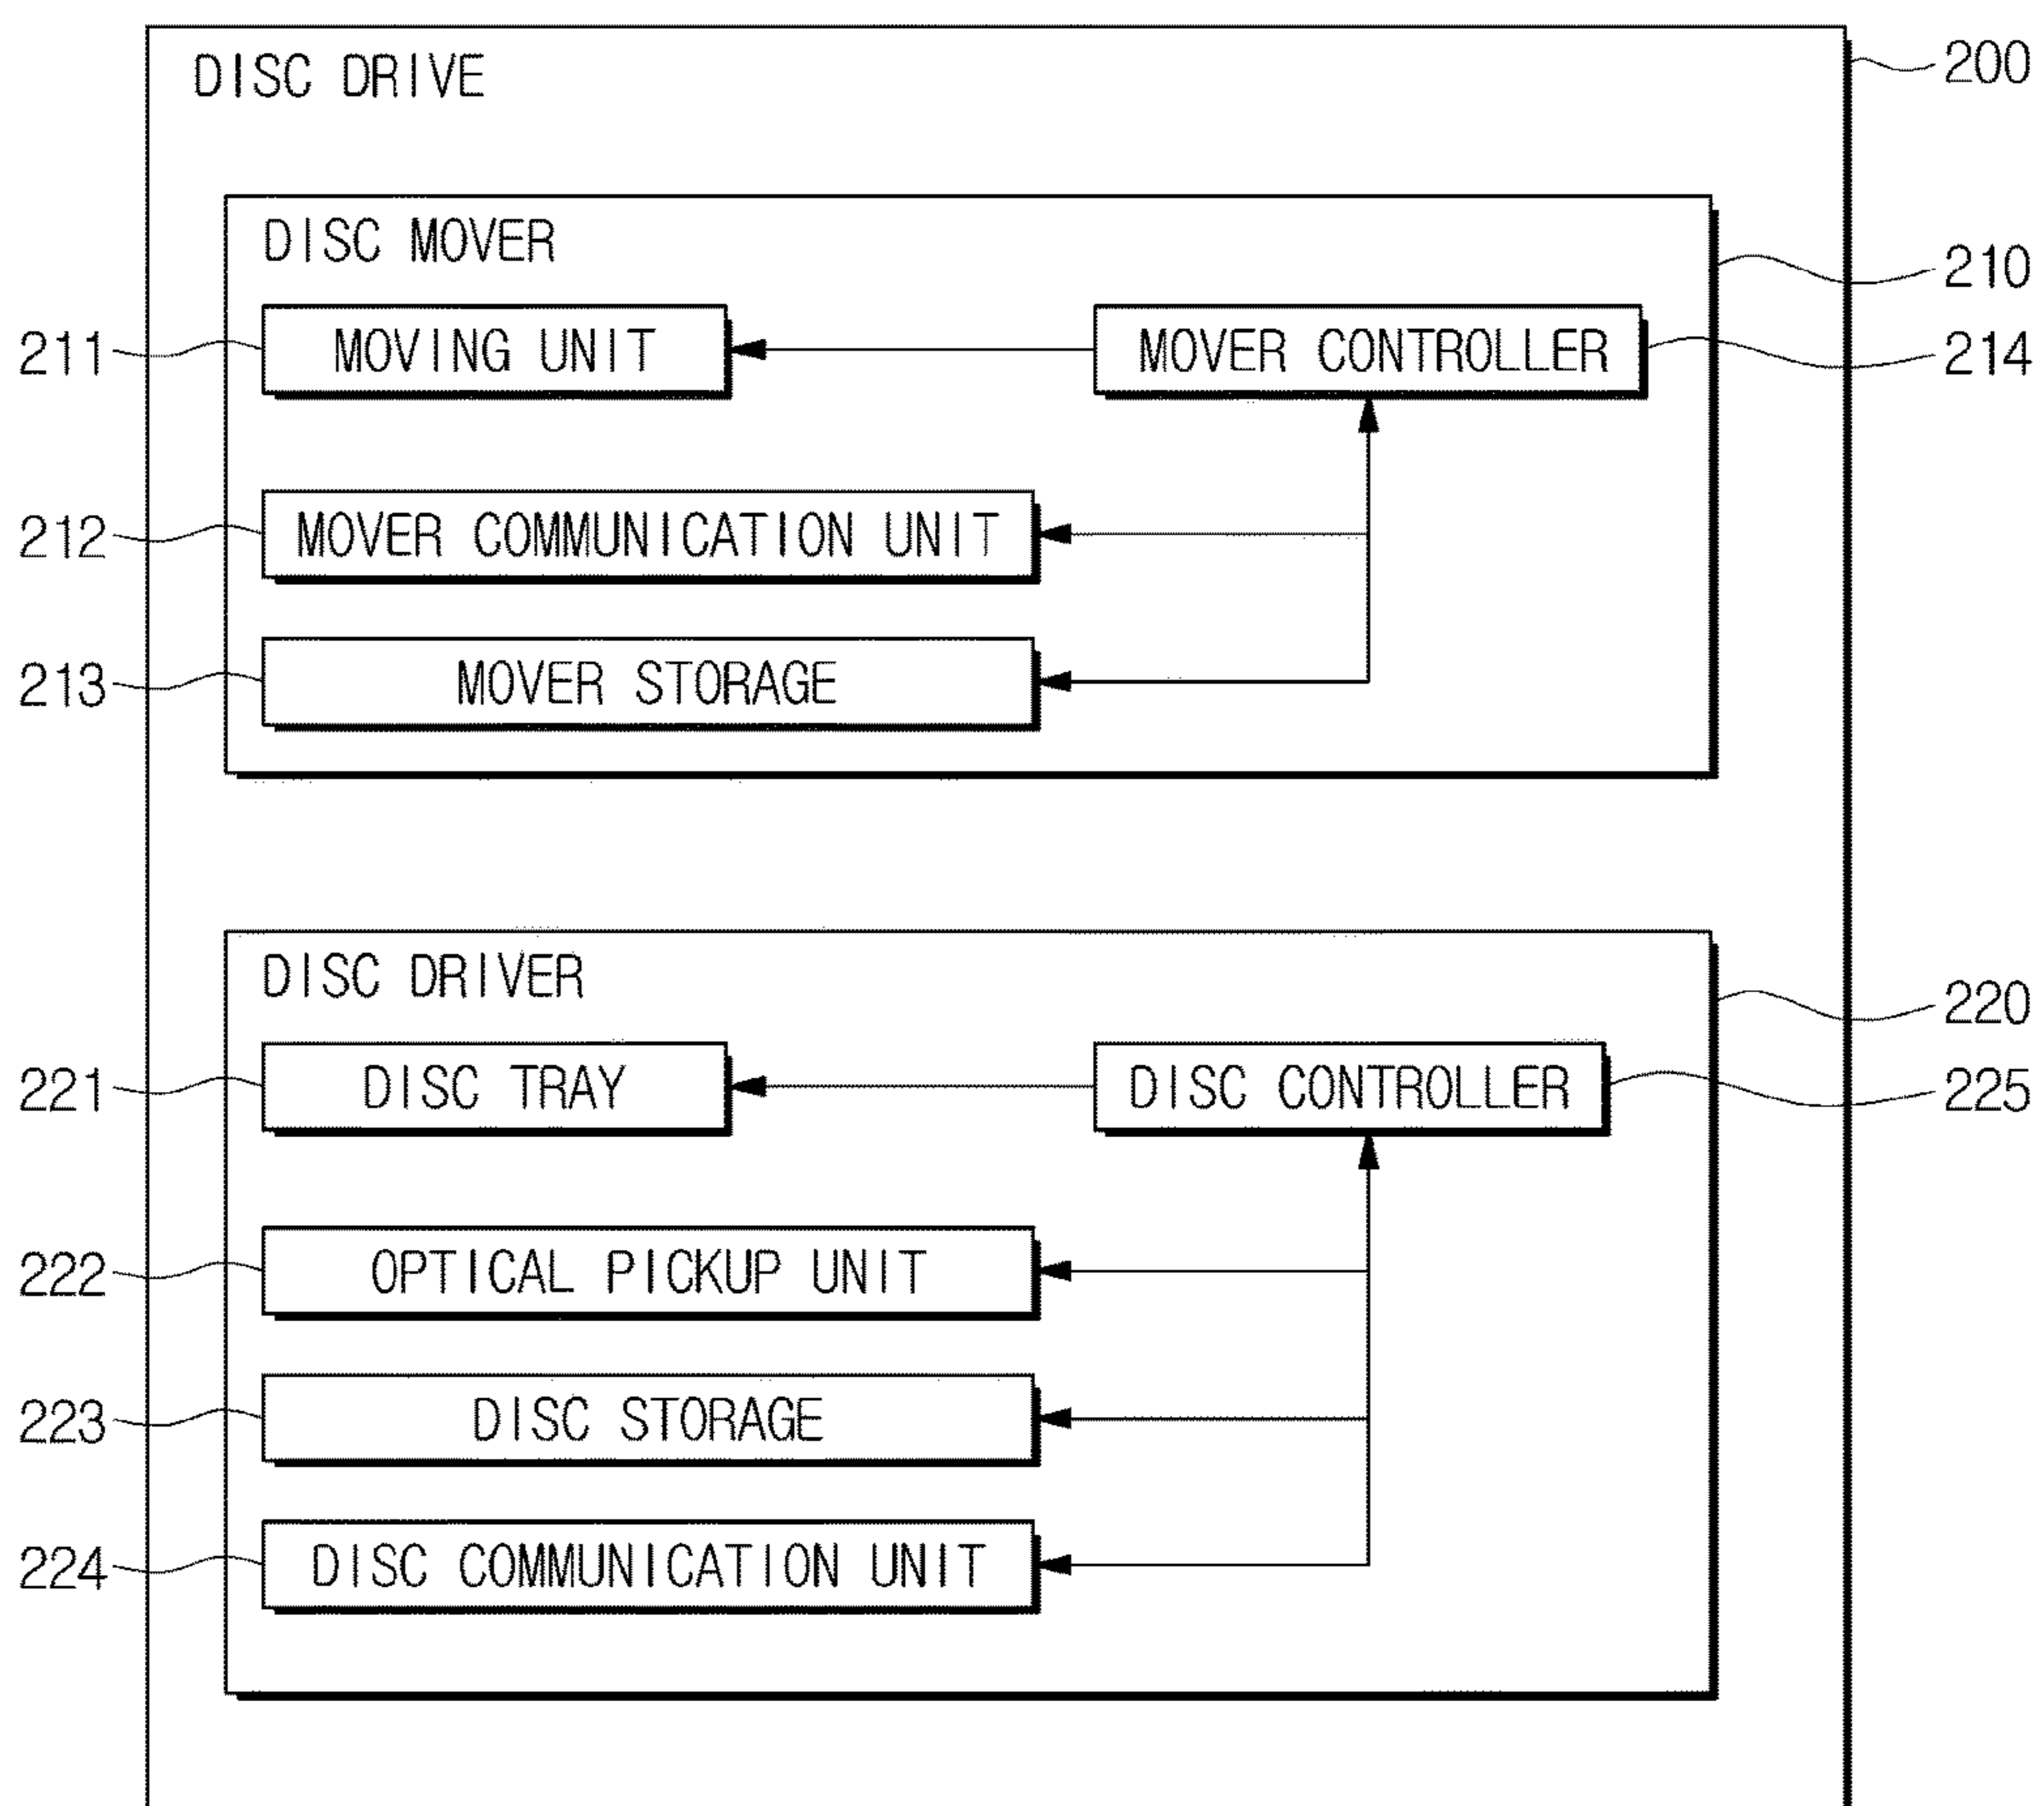 DISC DRIVE
200
DISC MOVER
210
211
MOVING UNIT
MOVER CONTROLLER
214
212
MOVER COMMUNICATION UNIT
213
MOVER STORAGE
DISC DRIVER
220
221
DISC TRAY
DISC CONTROLLER
225
222
OPTICAL PICKUP UNIT
223
DISC STORAGE
224
DISC COMMUNICATION UNIT